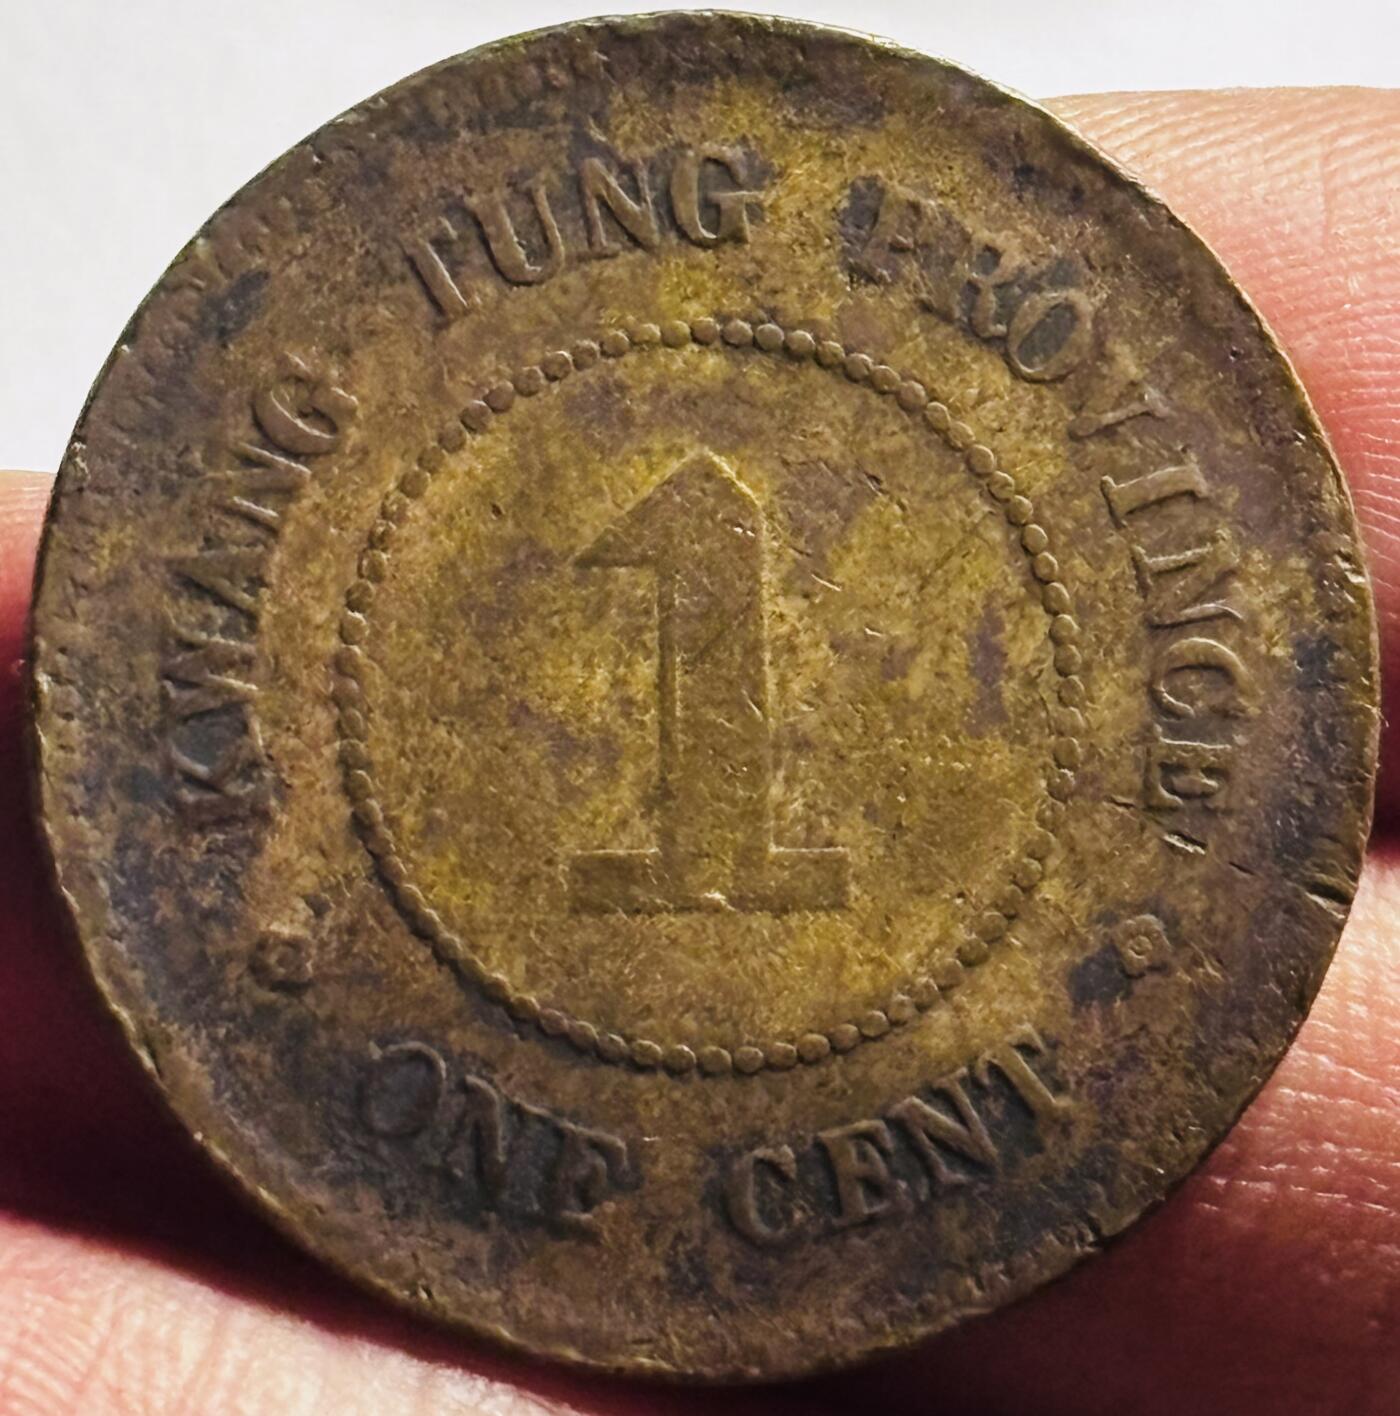 KWANG TUNG PROVINCE,
1
ONE CENT